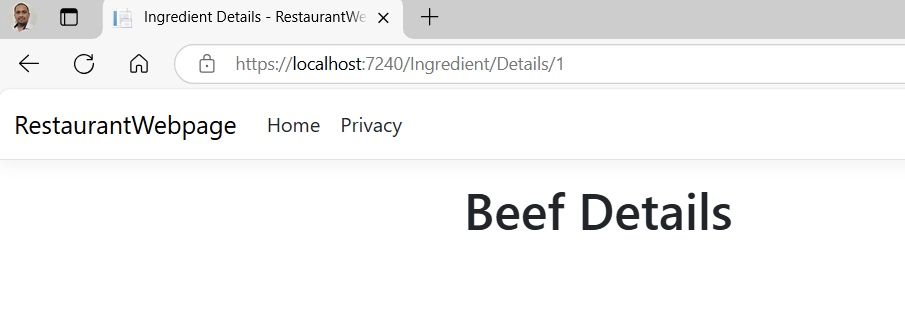 Ingredient Details - RestaurantWe
https://localhost:7240/Ingredient/Details/1
RestaurantWebpage Home Privacy
Beef Details